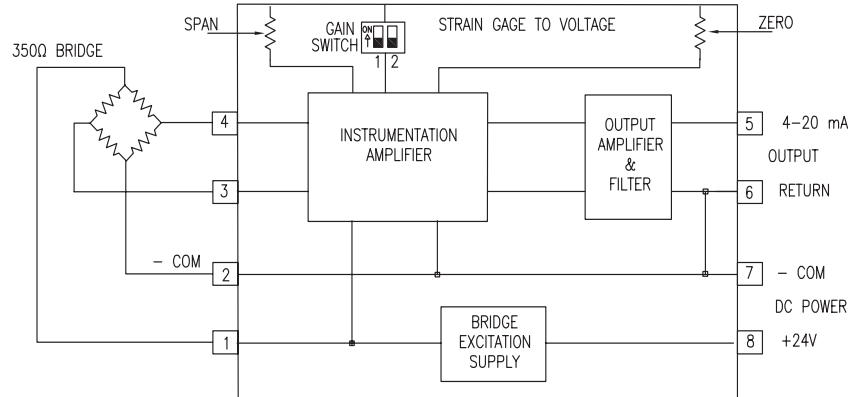 SPAN
GAIN
SWITCH
ON
1 2
STRAIN GAGE TO VOLTAGE
ZERO
350Ω BRIDGE
4
INSTRUMENTATION
AMPLIFIER
OUTPUT
AMPLIFIER
&
FILTER
5 4-20 mA
OUTPUT
3
6 RETURN
- COM 2
7 - COM
DC POWER
1
BRIDGE
EXCITATION
SUPPLY
8 +24V